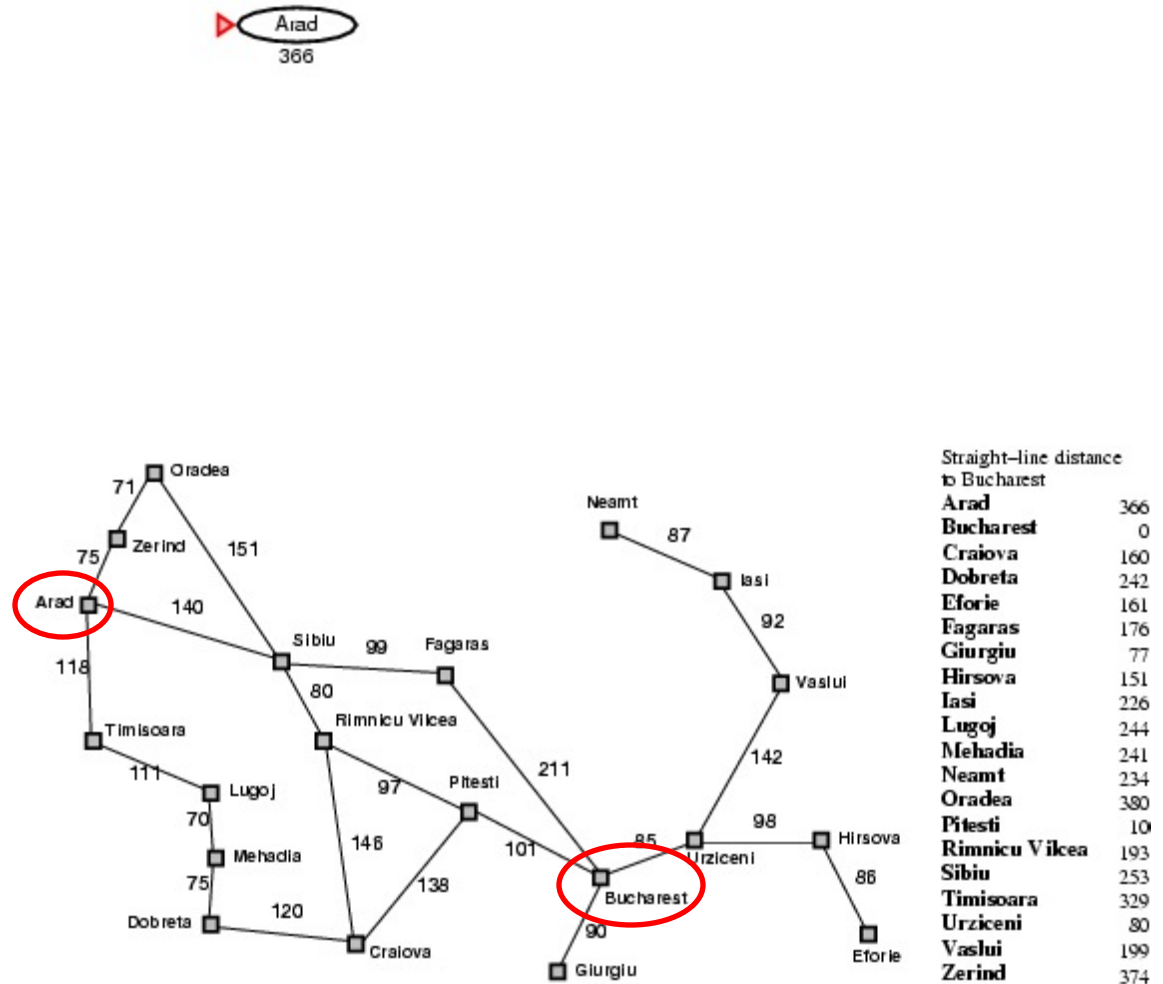 Arad
366
Oradea
71
Neamt
87
Zerind
151
75
Iasi
Arad
140
92
Sibiu
99
Fagaras
118
80
Vaslui
Rimnicu Vilcea
Timisoara
111
211
142
97
Pitesti
Lugoj
70
98
Hirsova
85
146
101
Urziceni
Mehadia
75
138
86
Bucharest
120
Dobreta
90
Craiova
Eforie
Giurgiu
Straight-line distance
to Bucharest
Arad 366
Bucharest 0
Craiova 160
Dobreta 242
Eforie 161
Fagaras 176
Giurgiu 77
Hirsova 151
Iasi 226
Lugoj 244
Mehadia 241
Neamt 234
Oradea 380
Pitesti 10
Rimnicu Vilcea 193
Sibiu 253
Timisoara 329
Urziceni 80
Vaslui 199
Zerind 374